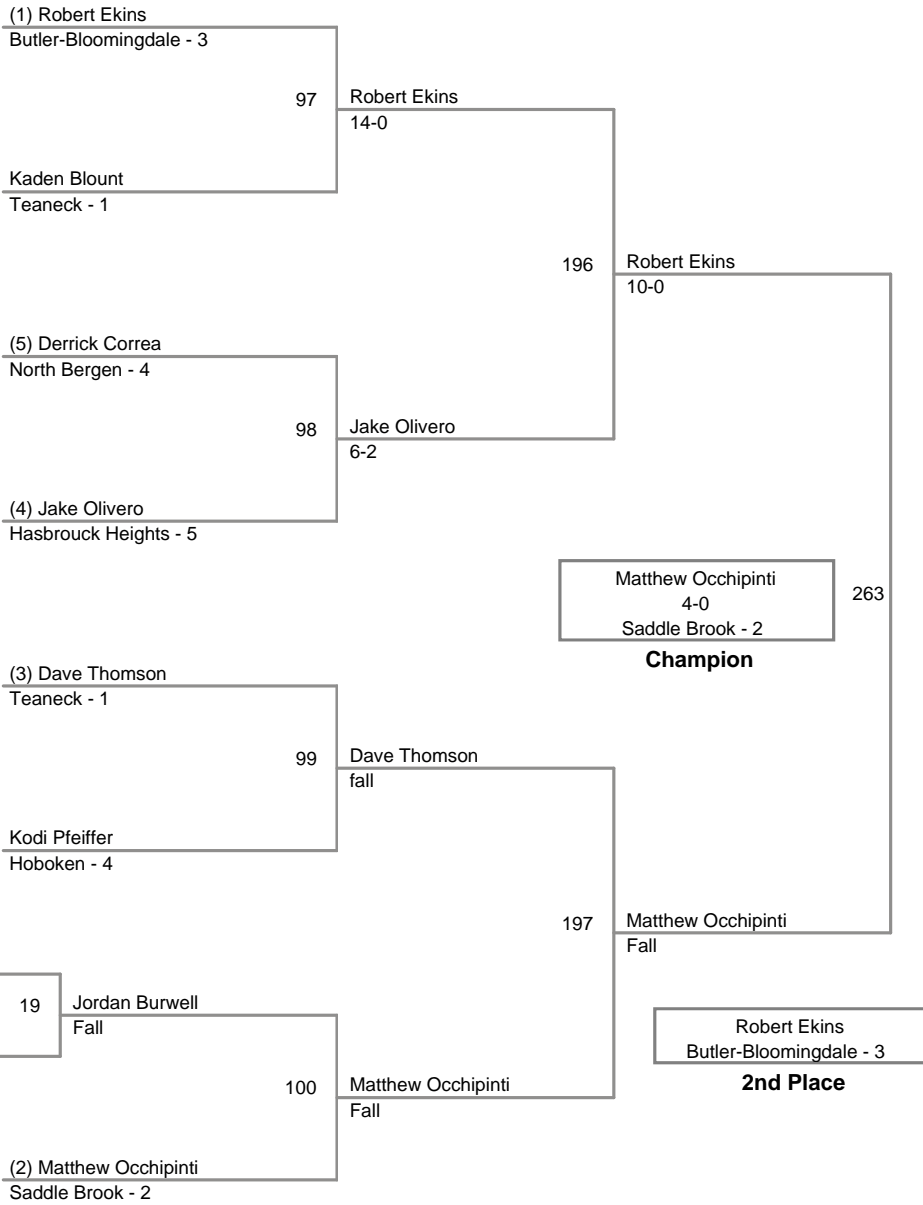 (1) Robert Ekins
Butler-Bloomingdale - 3
97
Robert Ekins
14-0
Kaden Blount
Teaneck - 1
196
Robert Ekins
10-0
(5) Derrick Correa
North Bergen - 4
98
Jake Olivero
6-2
(4) Jake Olivero
Hasbrouck Heights - 5
Matthew Occhipinti
4-0
Saddle Brook - 2
Champion
263
(3) Dave Thomson
Teaneck - 1
99
Dave Thomson
fall
Kodi Pfeiffer
Hoboken - 4
197
Matthew Occhipinti
Fall
19
Jordan Burwell
Fall
Robert Ekins
Butler-Bloomingdale - 3
2nd Place
100
Matthew Occhipinti
Fall
(2) Matthew Occhipinti
Saddle Brook - 2